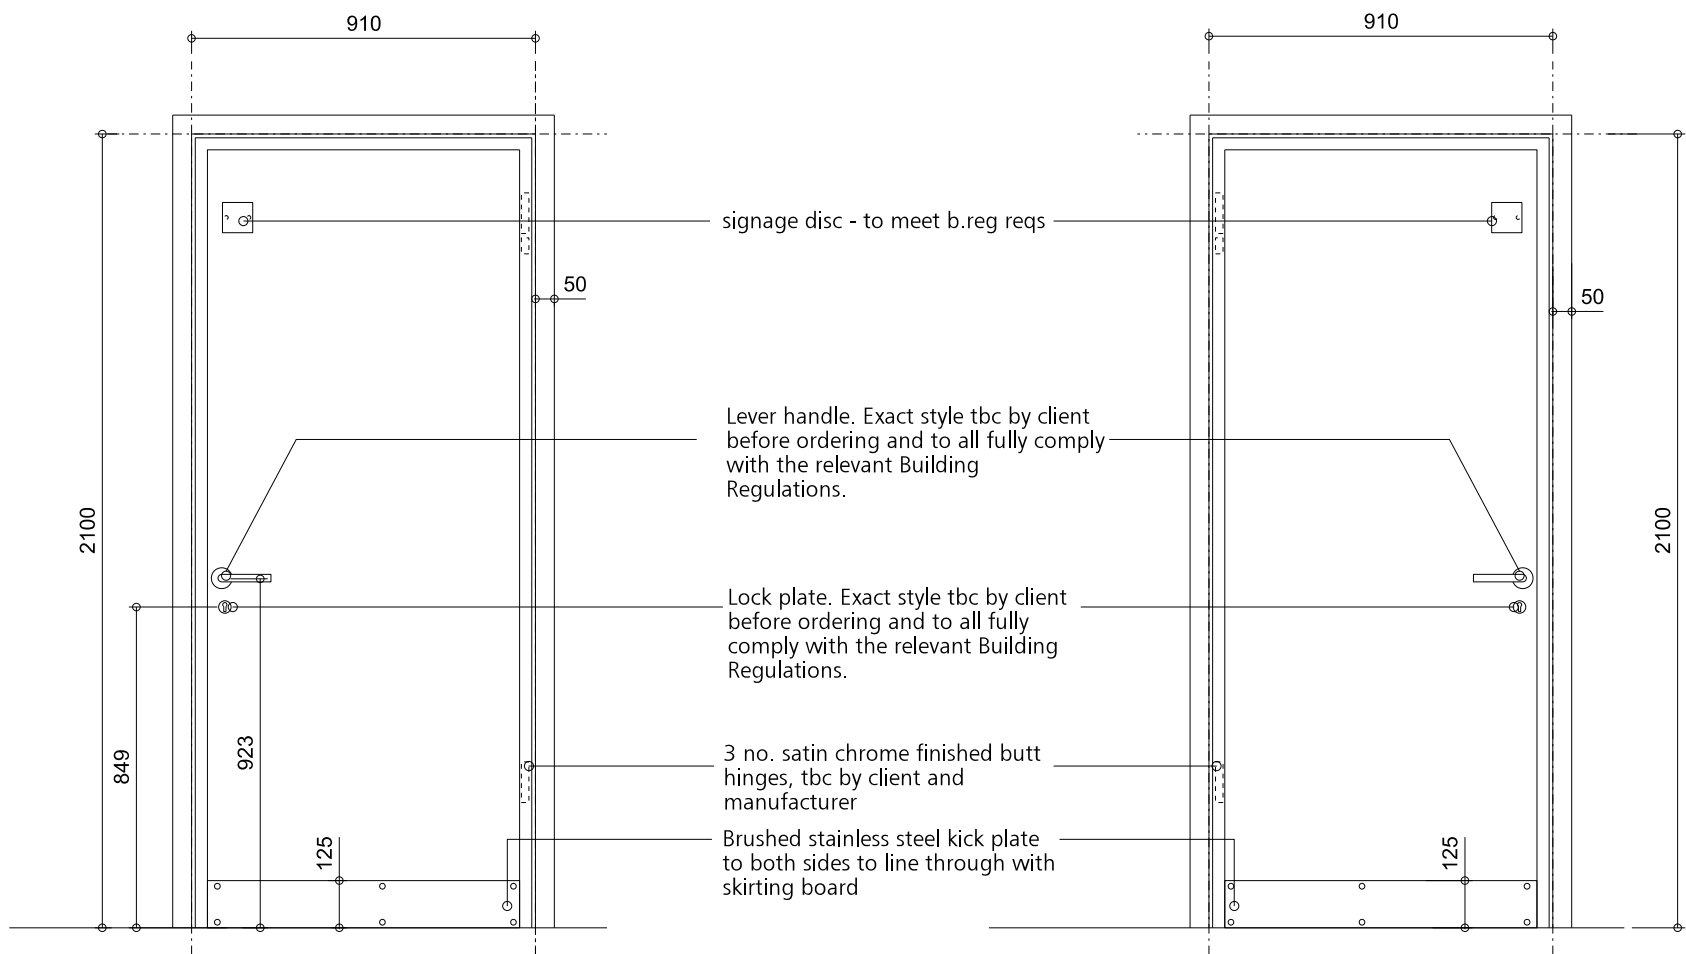 910
910
signage disc - to meet b.reg reqs
50
50
Lever handle. Exact style tbc by client
before ordering and to all fully comply
with the relevant Building
Regulations.
2100
2100
Lock plate. Exact style tbc by client
before ordering and to all fully
comply with the relevant Building
Regulations.
849
923
3 no. satin chrome finished butt
hinges, tbc by client and
manufacturer
125
125
Brushed stainless steel kick plate
to both sides to line through with
skirting board